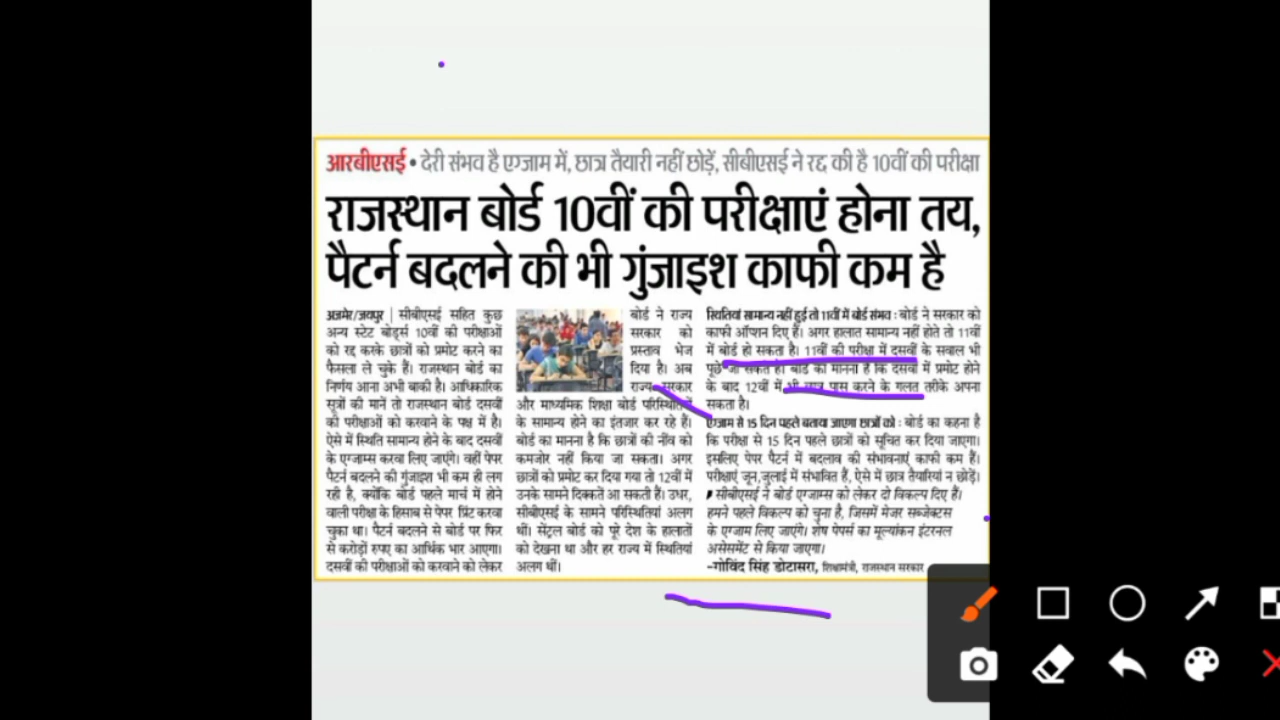 आरबीएसई • देरी संभव है एग्जाम में, छात्र तैयारी नहीं छोड़ें, सीबीएसई ने रद्द की है 10वीं की परीक्षा
राजस्थान बोर्ड 10वीं की परीक्षाएं होना तय,
पैटर्न बदलने की भी गुंजाइश काफी कम है
अजमेर/जयपुर | सीबीएसई सहित कुछ
अन्य स्टेट बोर्ड्स 10वीं की परीक्षाओं
को रद्द करके छात्रों को प्रमोट करने का
फैसला ले चुके हैं। राजस्थान बोर्ड का
निर्णय आना अभी बाकी है। आधिकारिक
सूत्रों की मानें तो राजस्थान बोर्ड दसवीं
की परीक्षाओं को करवाने के पक्ष में है।
ऐसे में स्थिति सामान्य होने के बाद दसवीं
के एग्जाम्स करवा लिए जाएंगे। वहीं पेपर
पैटर्न बदलने की गुंजाइश भी कम ही लग
रही है, क्योंकि बोर्ड पहले मार्च में होने
वाली परीक्षा के हिसाब से पेपर प्रिंट करवा
चुका था। पैटर्न बदलने से बोर्ड पर फिर
से करोड़ों रुपए का आर्थिक भार आएगा।
दसवीं की परीक्षाओं को करवाने को लेकर
बोर्ड ने राज्य
सरकार को
प्रस्ताव भेज
दिया है। अब
राज्य सरकार
और माध्यमिक शिक्षा बोर्ड परिस्थितियों
के सामान्य होने का इंतजार कर रहे हैं।
बोर्ड का मानना है कि छात्रों की नींव को
कमजोर नहीं किया जा सकता। अगर
छात्रों को प्रमोट कर दिया गया तो 12वीं में
उनके सामने दिक्कतें आ सकती हैं। उधर,
सीबीएसई के सामने परिस्थितियां अलग
थीं। सेंट्रल बोर्ड को पूरे देश के हालातों
को देखना था और हर राज्य में स्थितियां
अलग थीं।
स्थितियां सामान्य नहीं हुई तो 11वीं में बोर्ड संभव : बोर्ड ने सरकार को
काफी ऑप्शन दिए हैं। अगर हालात सामान्य नहीं होते तो 11वीं
में बोर्ड हो सकता है। 11वीं की परीक्षा में दसवीं के सवाल भी
पूछे जा सकते हैं। बोर्ड का मानना है कि दसवीं में प्रमोट होने
के बाद 12वीं में भी छात्र पास करने के गलत तरीके अपना
सकता है।
एग्जाम से 15 दिन पहले बताया जाएगा छात्रों को : बोर्ड का कहना है
कि परीक्षा से 15 दिन पहले छात्रों को सूचित कर दिया जाएगा।
इसलिए पेपर पैटर्न में बदलाव की संभावनाएं काफी कम हैं।
परीक्षाएं जून,जुलाई में संभावित हैं, ऐसे में छात्र तैयारियां न छोड़ें।
सीबीएसई ने बोर्ड एग्जाम्स को लेकर दो विकल्प दिए हैं।
हमने पहले विकल्प को चुना है, जिसमें मेजर सब्जेक्टस
के एग्जाम लिए जाएंगे। शेष पेपर्स का मूल्यांकन इंटरनल
असेसमेंट से किया जाएगा।
-गोविंद सिंह डोटासरा, शिक्षामंत्री, राजस्थान सरकार